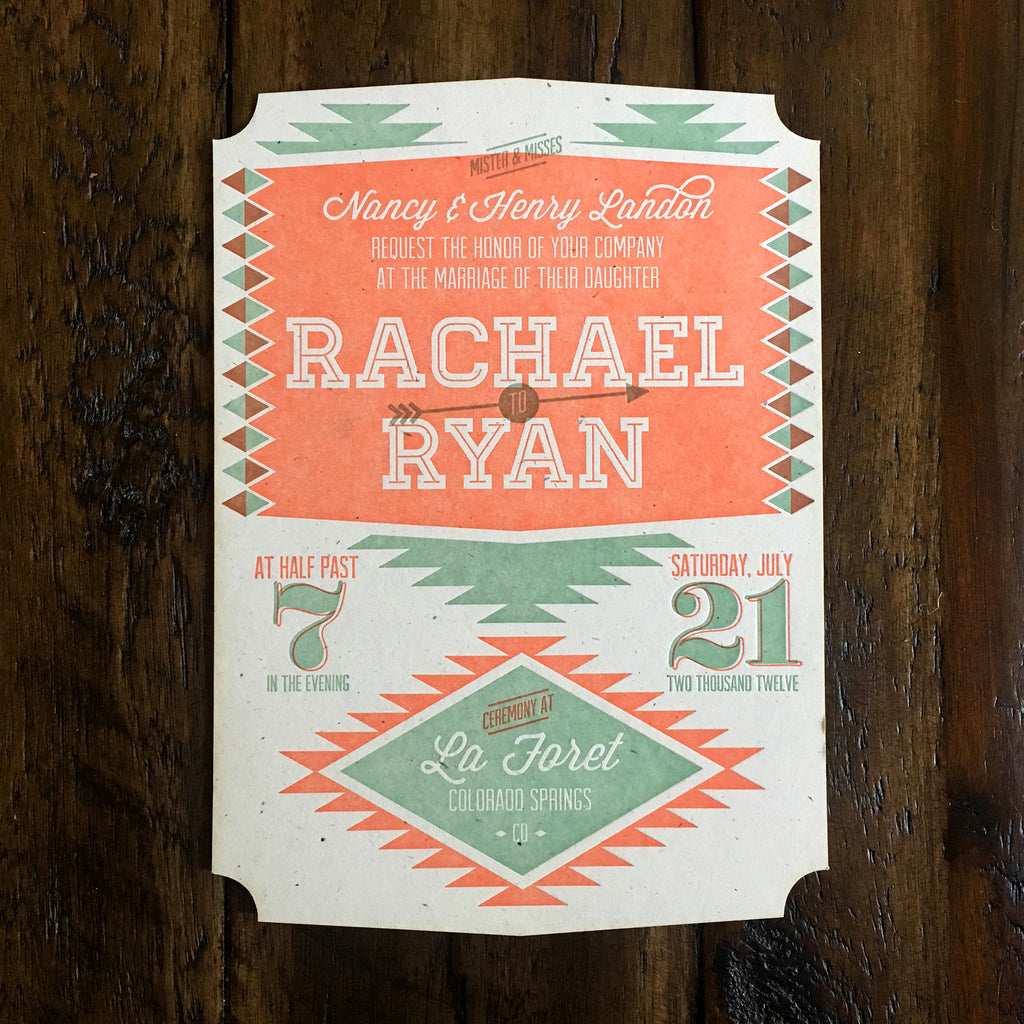 MISTER & MISSES
Nancy & Henry Landon
REQUEST THE HONOR OF YOUR COMPANY
AT THE MARRIAGE OF THEIR DAUGHTER
RACHAEL
TO
RYAN
AT HALF PAST
7
IN THE EVENING
SATURDAY, JULY
21
TWO THOUSAND TWELVE
CEREMONY AT
La Foret
COLORADO SPRINGS
CO